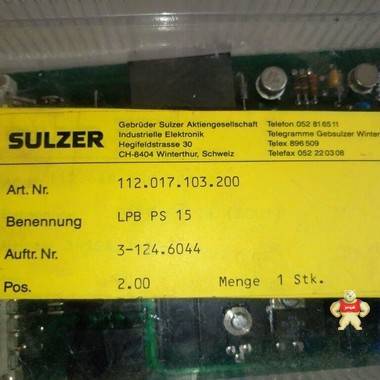 SULZER
Gebrüder Sulzer Aktiengesellschaft
Industrielle Elektronik
Hegifeldstrasse 30
CH-8404 Winterthur, Schweiz
Telefon 052 81 65 11
Telegramme Gebsulzer Winter
Telex 896 509
Telefax 052 22 03 08
Art. Nr. 112.017.103.200
Benennung LPB PS 15
Auftr. Nr. 3-124.6044
Pos. 2.00 Menge 1 Stk.